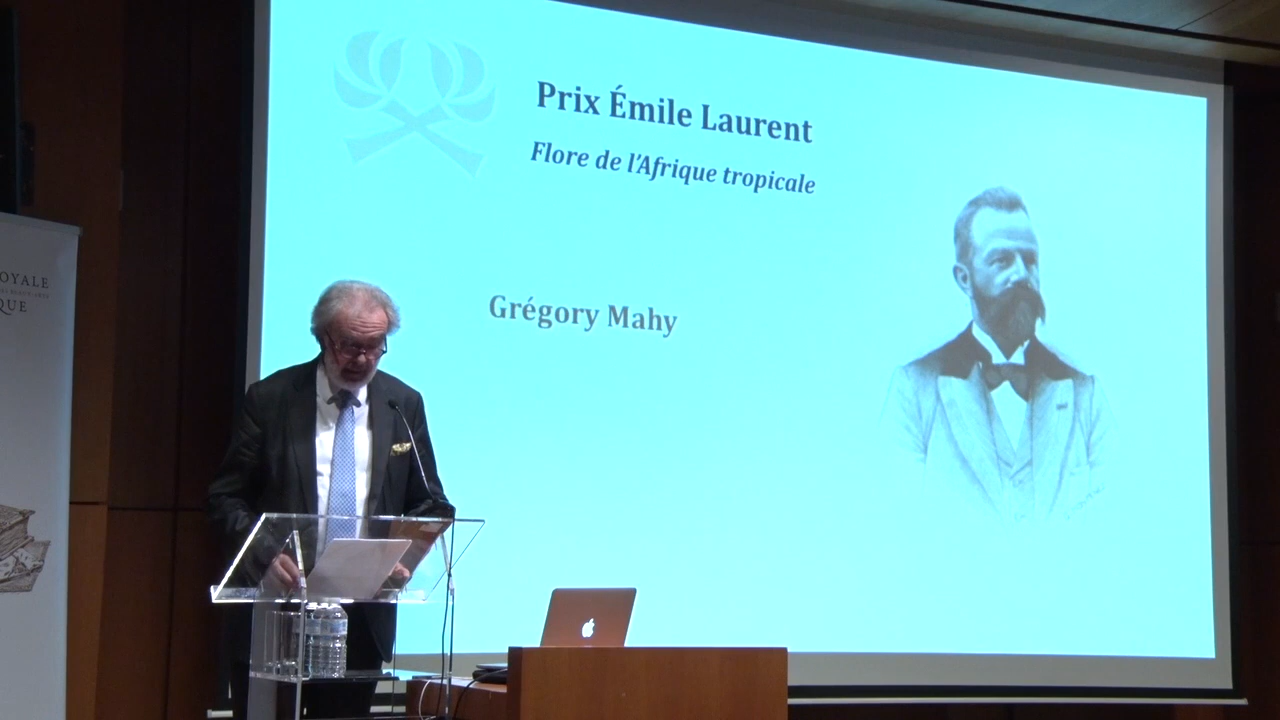 Prix Émile Laurent
Flore de l'Afrique tropicale
Grégory Mahy
OYALE
QUE